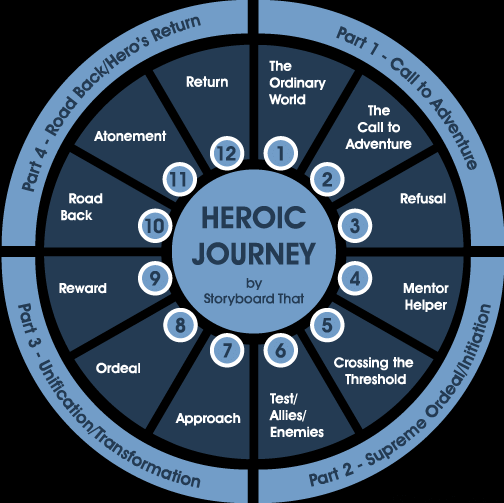 HEROIC
JOURNEY
by
Storyboard That
Part 1 - Call to Adventure
1
The
Ordinary
World
2
The
Call to
Adventure
3
Refusal
Part 2 - Supreme Ordeal/Initiation
4
Mentor
Helper
5
Crossing the
Threshold
6
Test/
Allies/
Enemies
Part 3 - Unification/Transformation
7
Approach
8
Ordeal
9
Reward
Part 4 - Road Back/Hero's Return
10
Road
Back
11
Atonement
12
Return